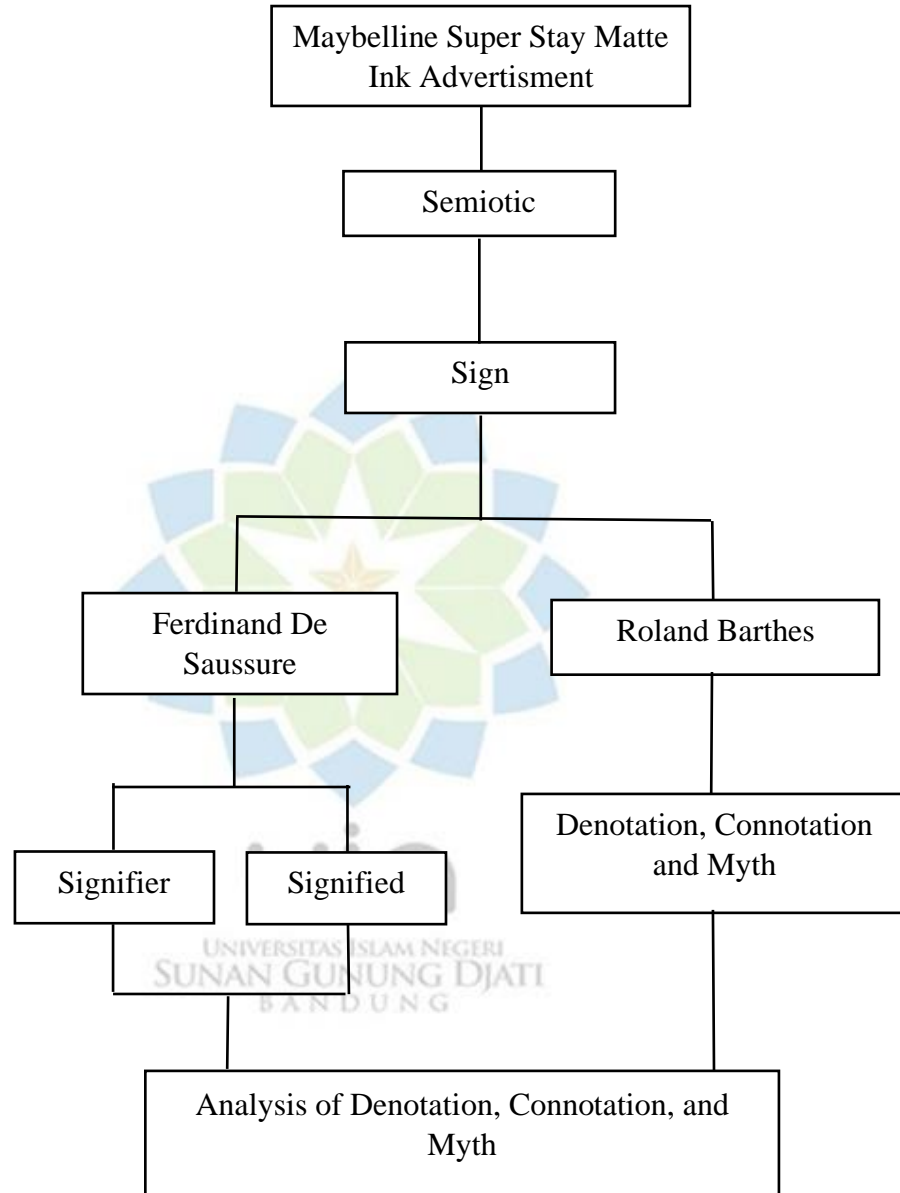 Maybelline Super Stay Matte
Ink Advertisment
Semiotic
Sign
Ferdinand De
Saussure
Roland Barthes
Denotation, Connotation
and Myth
Signifier
Signified
UNIVERSITAS ISLAM NEGERI
SUNAN GUNUNG DJATI
BANDUNG
Analysis of Denotation, Connotation, and
Myth